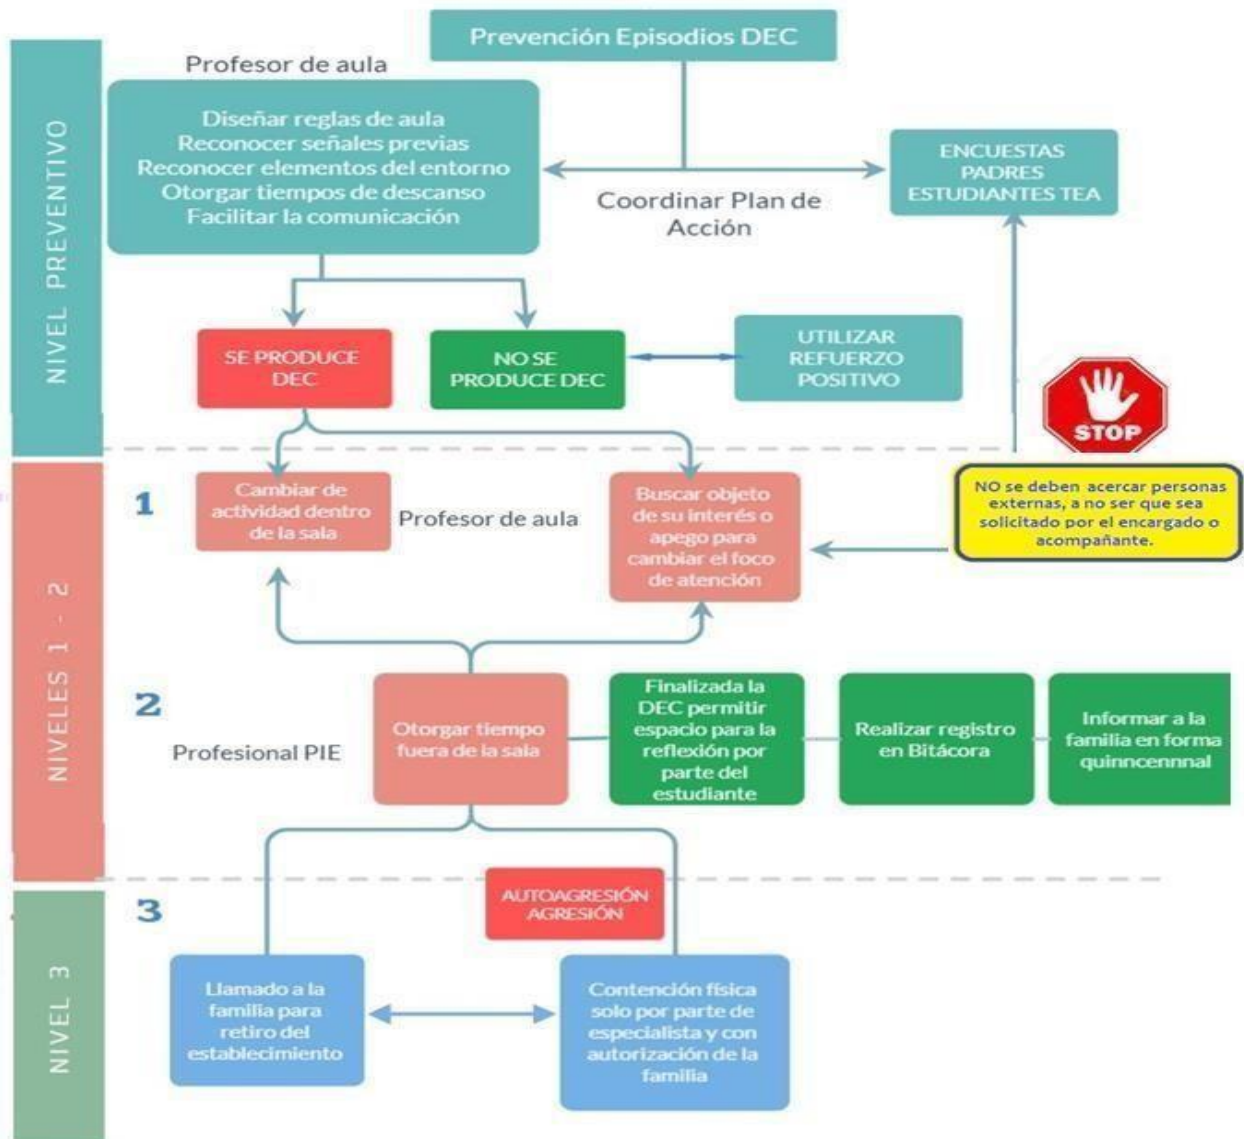 Prevención Episodios DEC
Profesor de aula
Diseñar reglas de aula
Reconocer señales previas
Reconocer elementos del entorno
Otorgar tiempos de descanso
Facilitar la comunicación
ENCUESTAS
PADRES
ESTUDIANTES TEA
Coordinar Plan de
Acción
NIVEL PREVENTIVO
SE PRODUCE
DEC
NO SE
PRODUCE DEC
UTILIZAR
REFUERZO
POSITIVO
STOP
NO se deben acercar personas
externas, a no ser que sea
solicitado por el encargado o
acompañante.
NIVELES 1 - 2
1
Cambiar de
actividad dentro
de la sala
Profesor de aula
Buscar objeto
de su interés o
apego para
cambiar el foco
de atención
2
Profesional PIE
Otorgar tiempo
fuera de la sala
Finalizada la
DEC permitir
espacio para la
reflexión por
parte del
estudiante
Realizar registro
en Bitácora
Informar a la
familia en forma
quinncennnal
NIVEL 3
3
AUTOAGRESIÓN
AGRESIÓN
Llamado a la
familia para
retiro del
establecimiento
Contención física
solo por parte de
especialista y con
autorización de la
familia